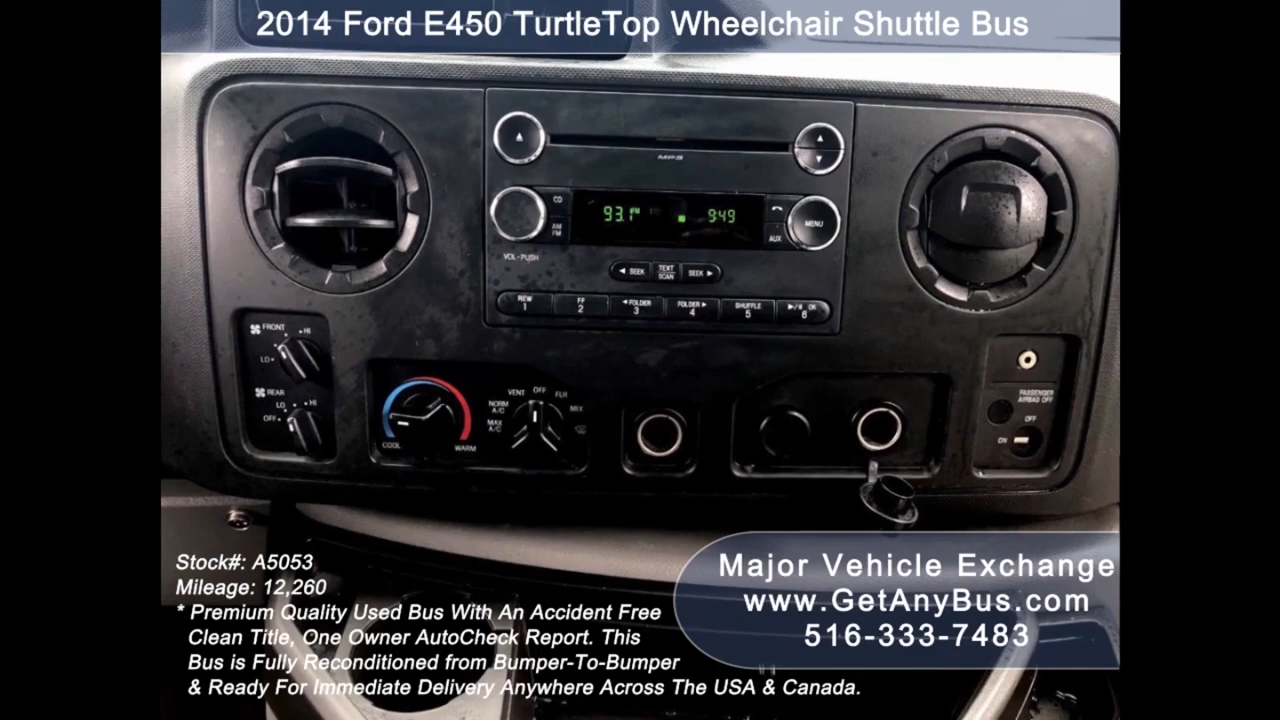 2014 Ford E450 TurtleTop Wheelchair Shuttle Bus
MP3
CD
93.1 FM 9:49
AM
FM
AUX
MENU
VOL - PUSH
SEEK TEXT SCAN SEEK
REW FF FOLDER FOLDER SHUFFLE OK
1 2 3 4 5 6
FRONT
HI
LO
REAR
LO HI
OFF
COOL WARM
VENT OFF FLR
NORM A/C MIX
MAX A/C
PASSENGER
AIRBAG OFF
OFF
ON
Stock#: A5053
Mileage: 12,260
* Premium Quality Used Bus With An Accident Free
Clean Title, One Owner AutoCheck Report. This
Bus is Fully Reconditioned from Bumper-To-Bumper
& Ready For Immediate Delivery Anywhere Across The USA & Canada.
Major Vehicle Exchange
www.GetAnyBus.com
516-333-7483